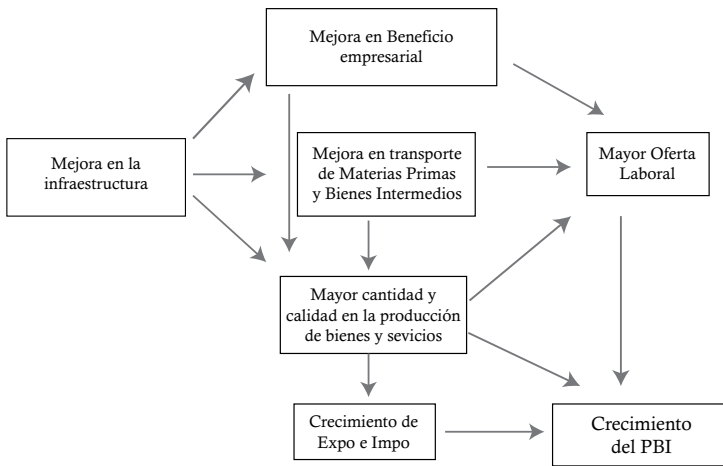 Mejora en Beneficio
empresarial
Mejora en la
infraestructura
Mejora en transporte
de Materias Primas
y Bienes Intermedios
Mayor Oferta
Laboral
Mayor cantidad y
calidad en la producción
de bienes y sevicios
Crecimiento de
Expo e Impo
Crecimiento
del PBI